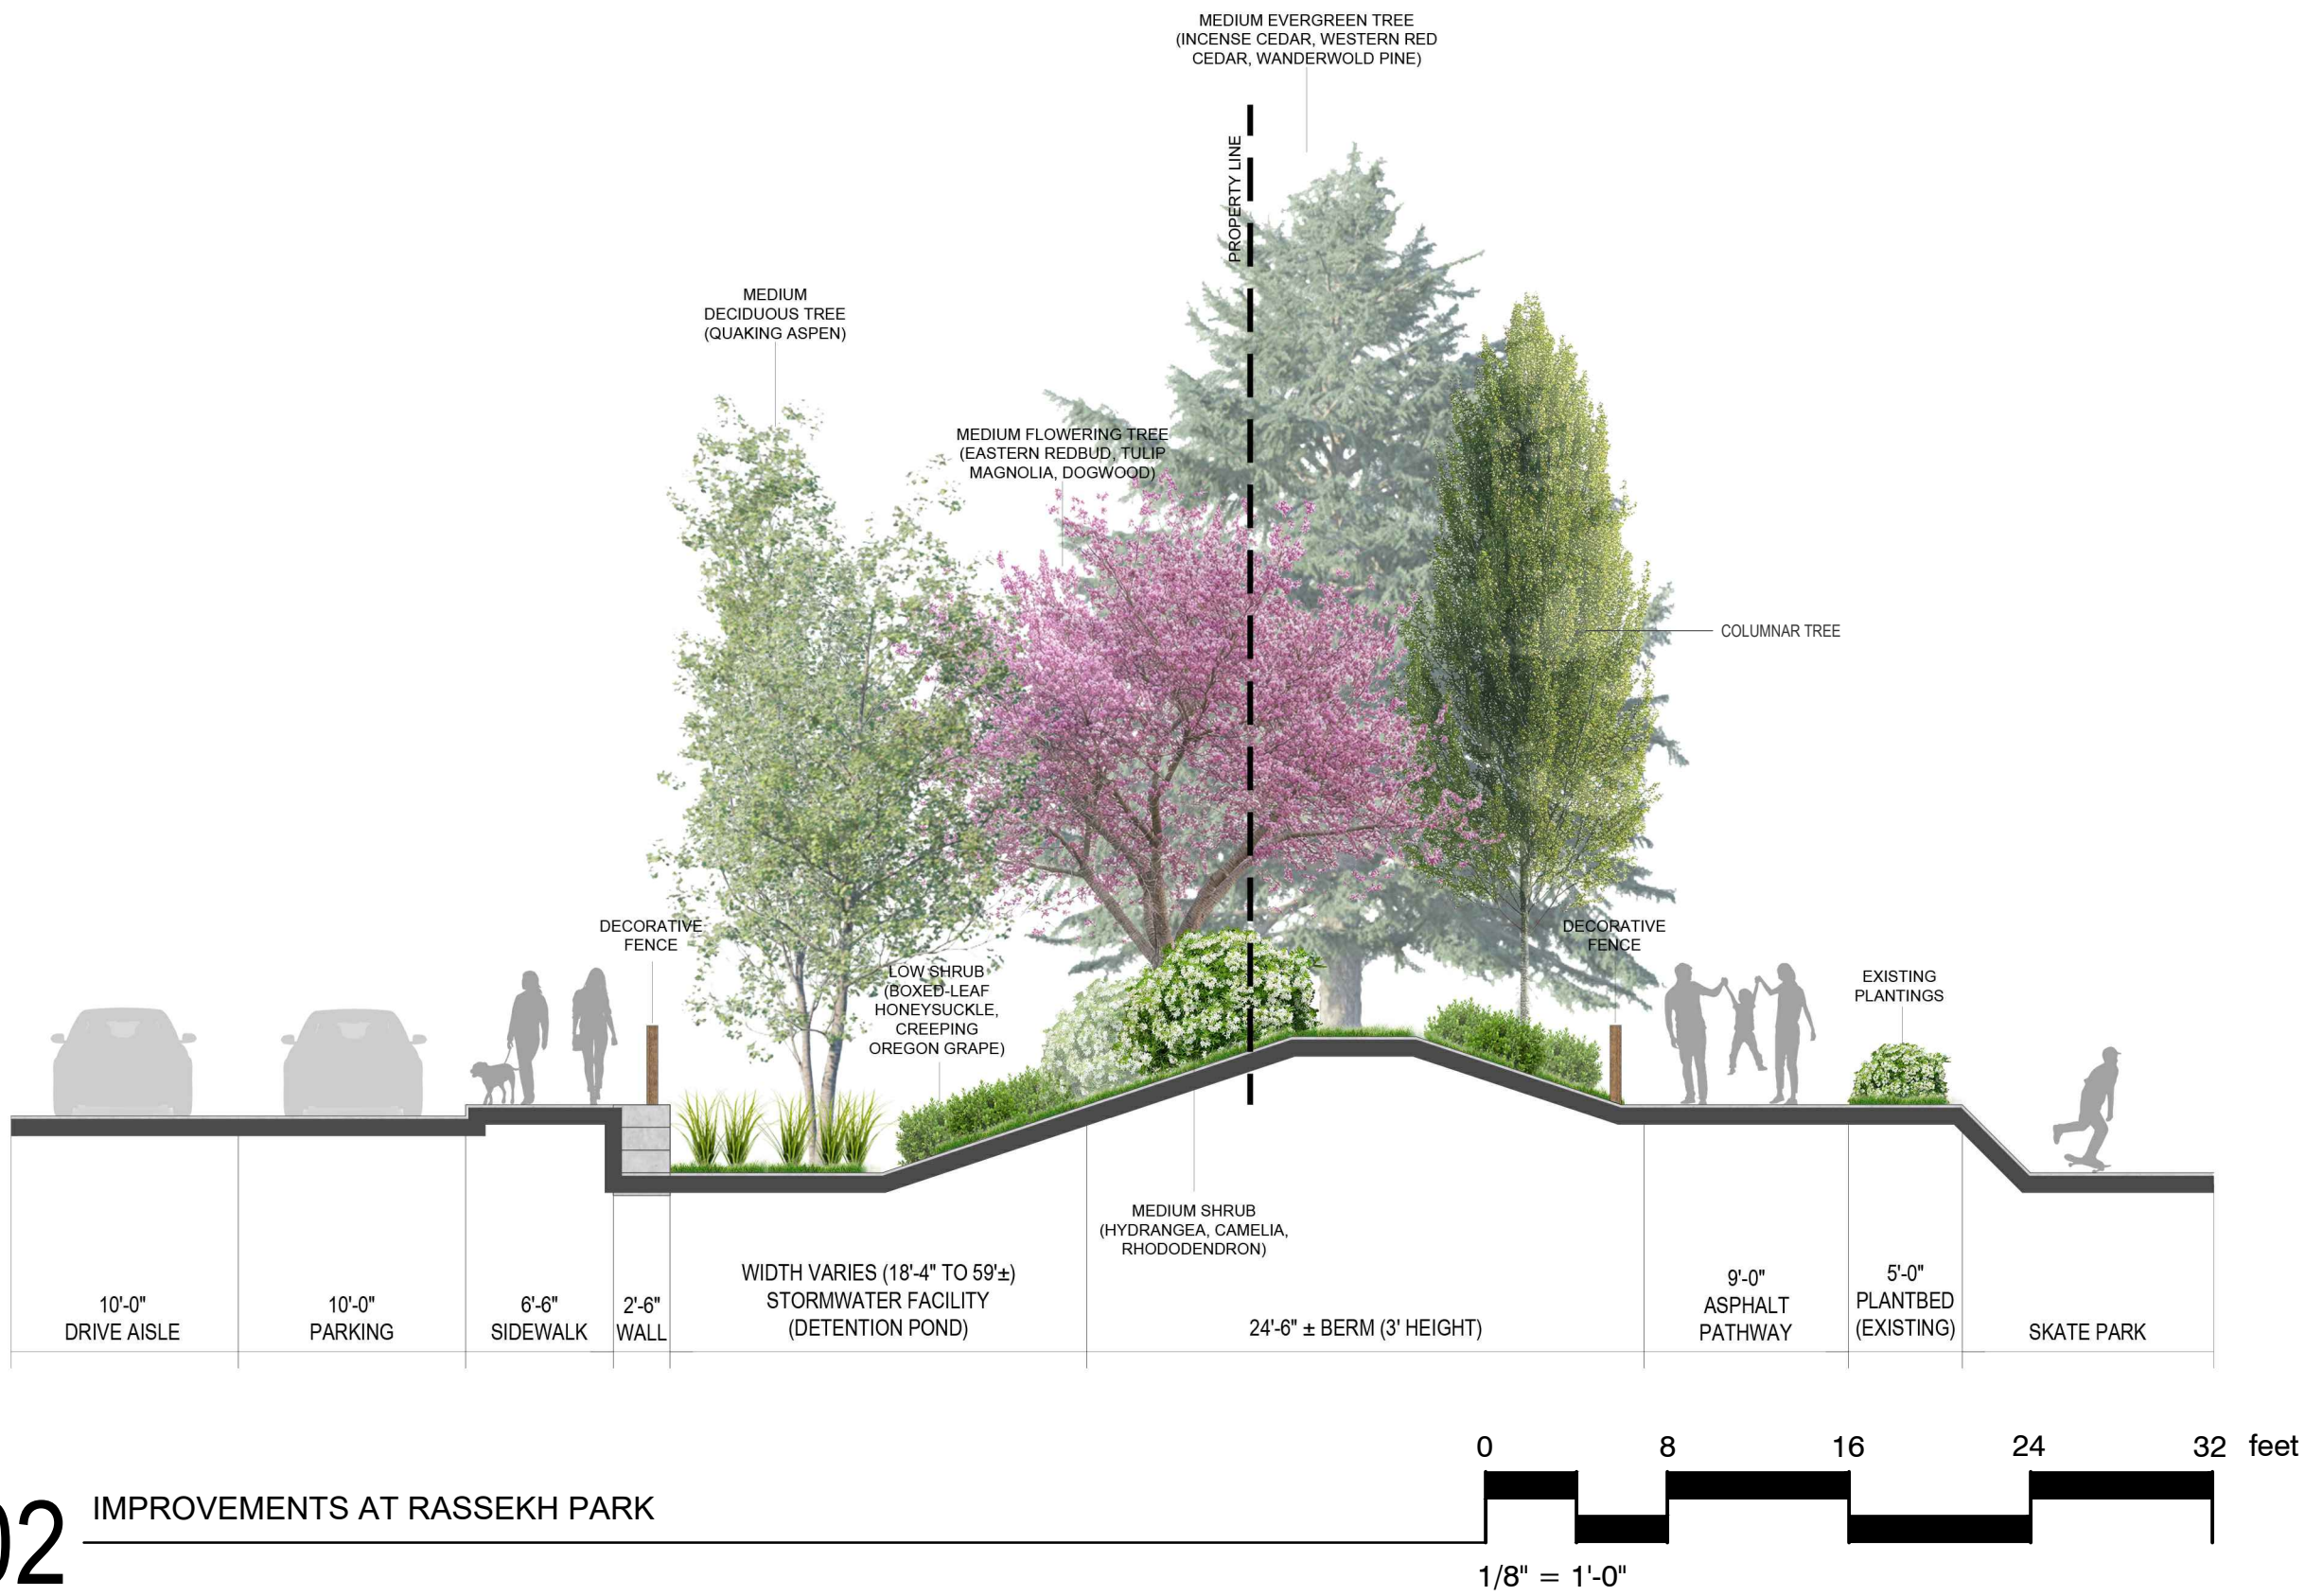 MEDIUM EVERGREEN TREE
(INCENSE CEDAR, WESTERN RED
CEDAR, WANDERWOLD PINE)
PROPERTY LINE
MEDIUM
DECIDUOUS TREE
(QUAKING ASPEN)
MEDIUM FLOWERING TREE
(EASTERN REDBUD, TULIP
MAGNOLIA, DOGWOOD)
COLUMNAR TREE
DECORATIVE
FENCE
LOW SHRUB
(BOXED-LEAF
HONEYSUCKLE,
CREEPING
OREGON GRAPE)
DECORATIVE
FENCE
EXISTING
PLANTINGS
MEDIUM SHRUB
(HYDRANGEA, CAMELIA,
RHODODENDRON)
10'-0"
DRIVE AISLE
10'-0"
PARKING
6'-6"
SIDEWALK
2'-6"
WALL
WIDTH VARIES (18'-4" TO 59'±)
STORMWATER FACILITY
(DETENTION POND)
24'-6" ± BERM (3' HEIGHT)
9'-0"
ASPHALT
PATHWAY
5'-0"
PLANTBED
(EXISTING)
SKATE PARK
0 8 16 24 32 feet
1/8" = 1'-0"
02 IMPROVEMENTS AT RASSEKH PARK